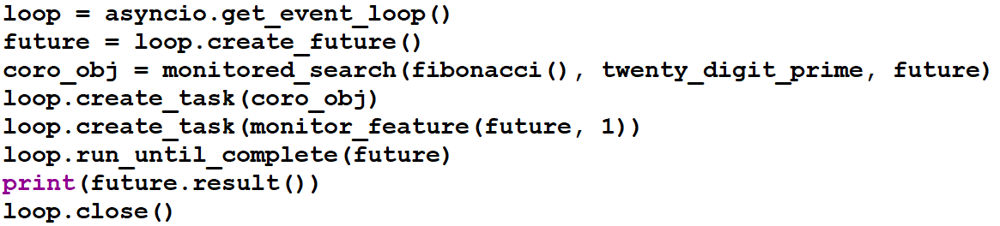 loop = asyncio.get_event_loop()
future = loop.create_future()
coro_obj = monitored_search(fibonacci(), twenty_digit_prime, future)
loop.create_task(coro_obj)
loop.create_task(monitor_feature(future, 1))
loop.run_until_complete(future)
print(future.result())
loop.close()